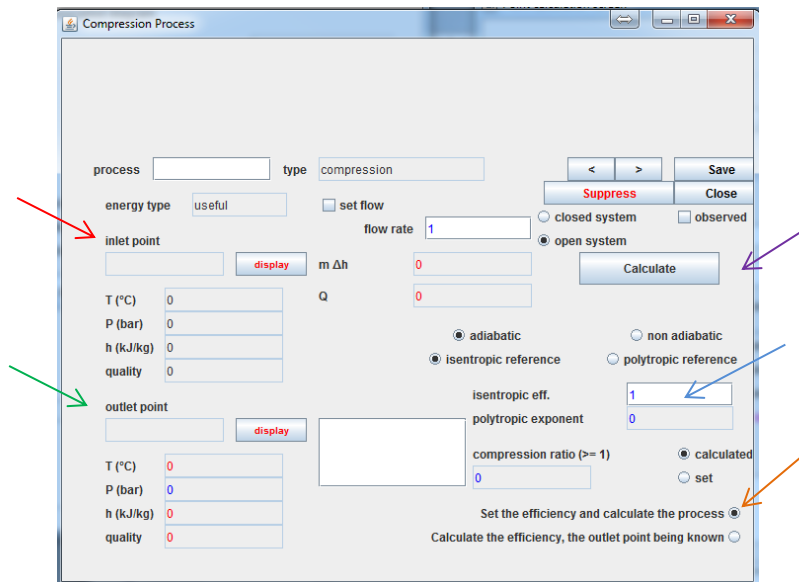 Compression Process
process type compression < > Save
Suppress Close
energy type useful set flow closed system observed
flow rate 1 open system
inlet point
display m Δh 0 Calculate
T (°C) 0 Q 0
P (bar) 0 adiabatic non adiabatic
h (kJ/kg) 0 isentropic reference polytropic reference
quality 0
isentropic eff. 1
outlet point polytropic exponent 0
display
compression ratio (>= 1) calculated
T (°C) 0 0 set
P (bar) 0
h (kJ/kg) 0 Set the efficiency and calculate the process
quality 0 Calculate the efficiency, the outlet point being known